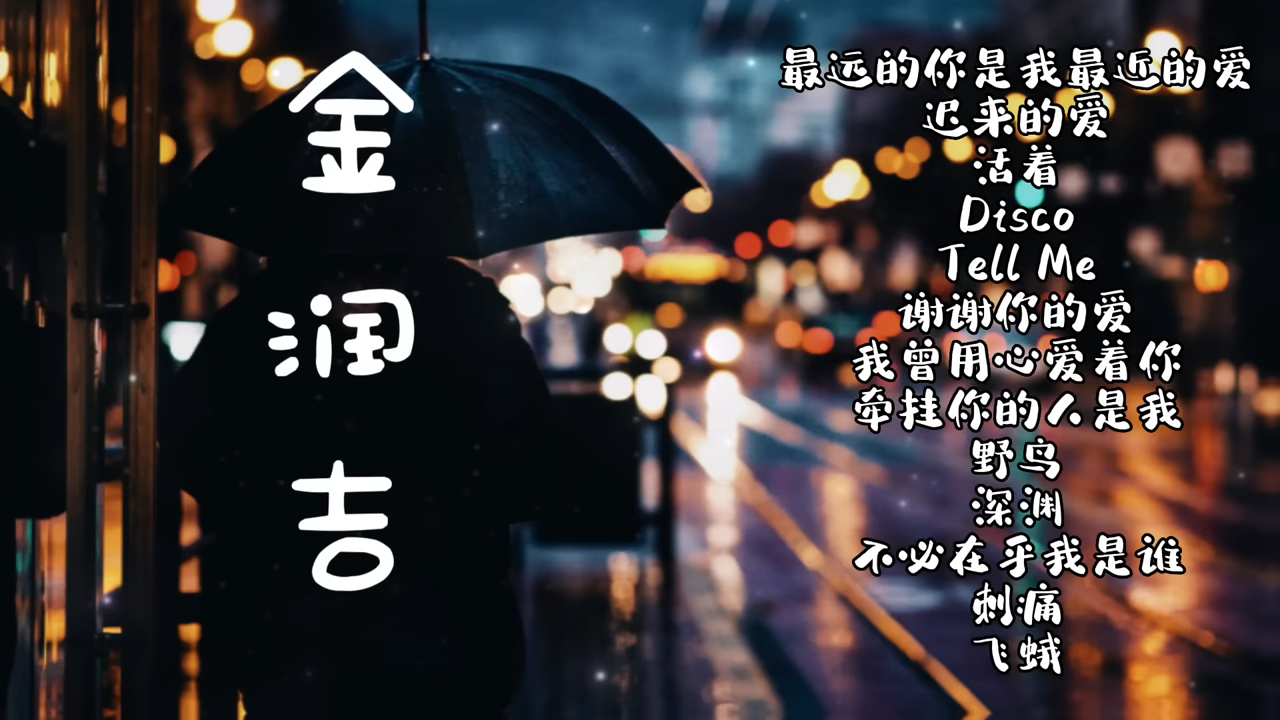 金润吉
最远的你是我最近的爱
迟来的爱
活着
Disco
Tell Me
谢谢你的爱
我曾用心爱着你
牵挂你的人是我
野鸟
深渊
不必在乎我是谁
刺痛
飞蛾